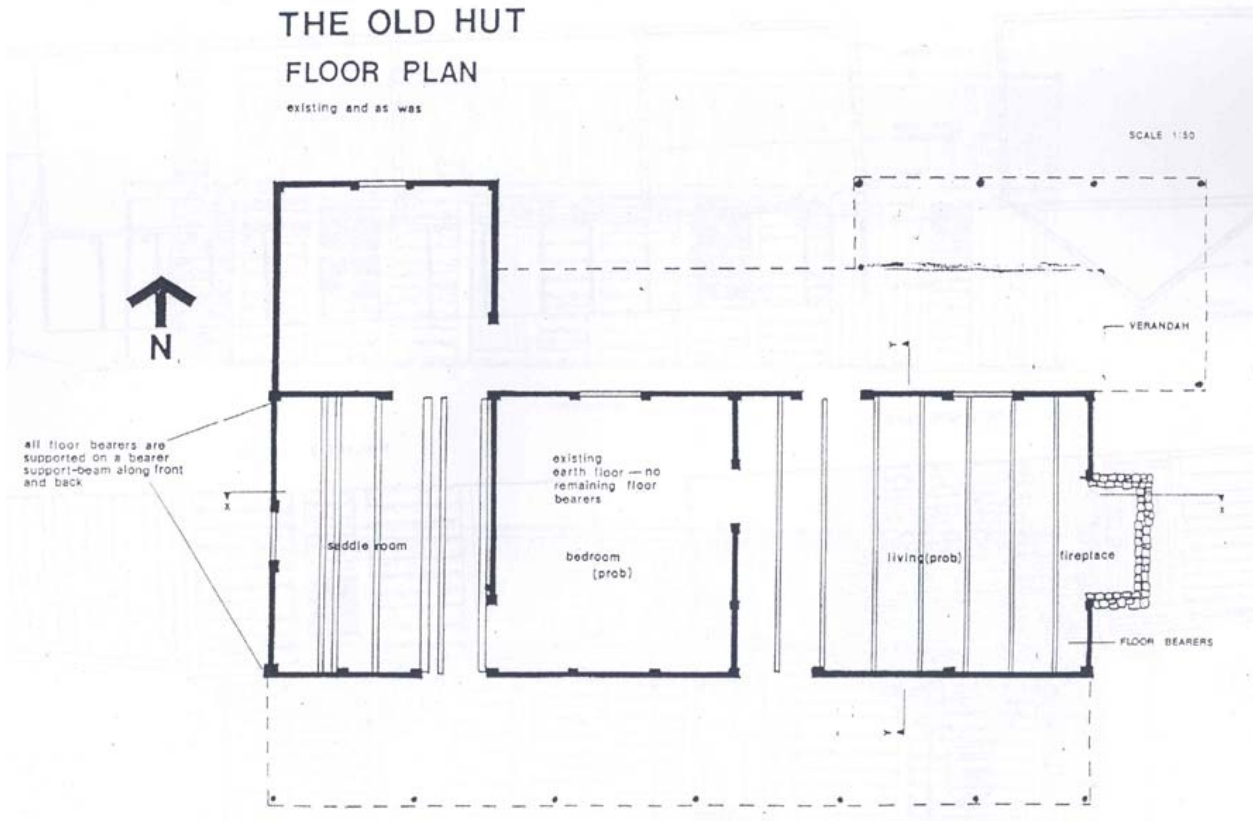 THE OLD HUT
FLOOR PLAN
existing and as was
SCALE 1:50
N
VERANDAH
Y
all floor bearers are
supported on a bearer
support-beam along front
and back
existing
earth floor — no
remaining floor
bearers
X
X
saddle room
bedroom
(prob)
living(prob)
fireplace
FLOOR BEARERS
Y